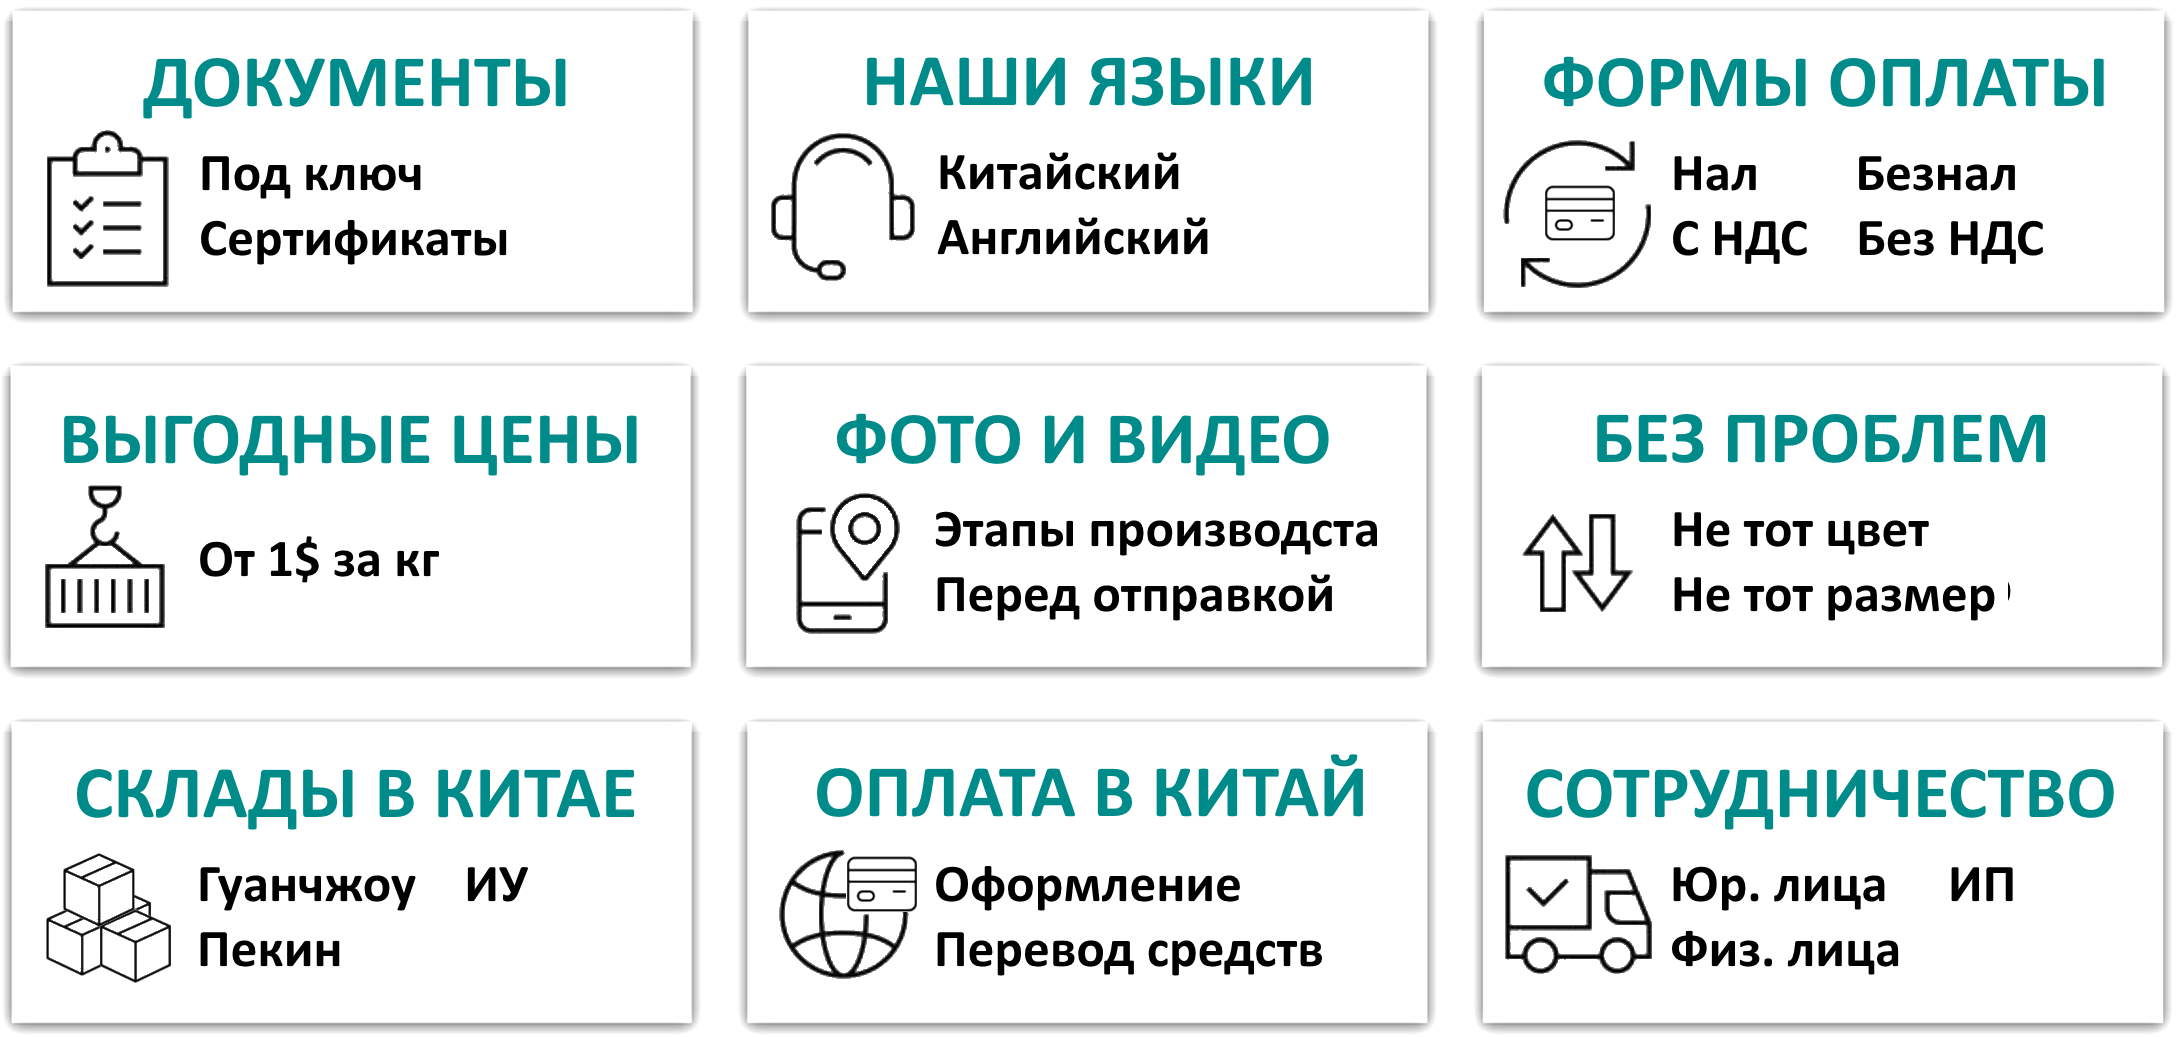 ДОКУМЕНТЫ
Под ключ
Сертификаты
НАШИ ЯЗЫКИ
Китайский
Английский
ФОРМЫ ОПЛАТЫ
Нал Безнал
С НДС Без НДС
ВЫГОДНЫЕ ЦЕНЫ
От 1$ за кг
ФОТО И ВИДЕО
Этапы производста
Перед отправкой
БЕЗ ПРОБЛЕМ
Не тот цвет
Не тот размер
СКЛАДЫ В КИТАЕ
Гуанчжоу ИУ
Пекин
ОПЛАТА В КИТАЙ
Оформление
Перевод средств
СОТРУДНИЧЕСТВО
Юр. лица ИП
Физ. лица